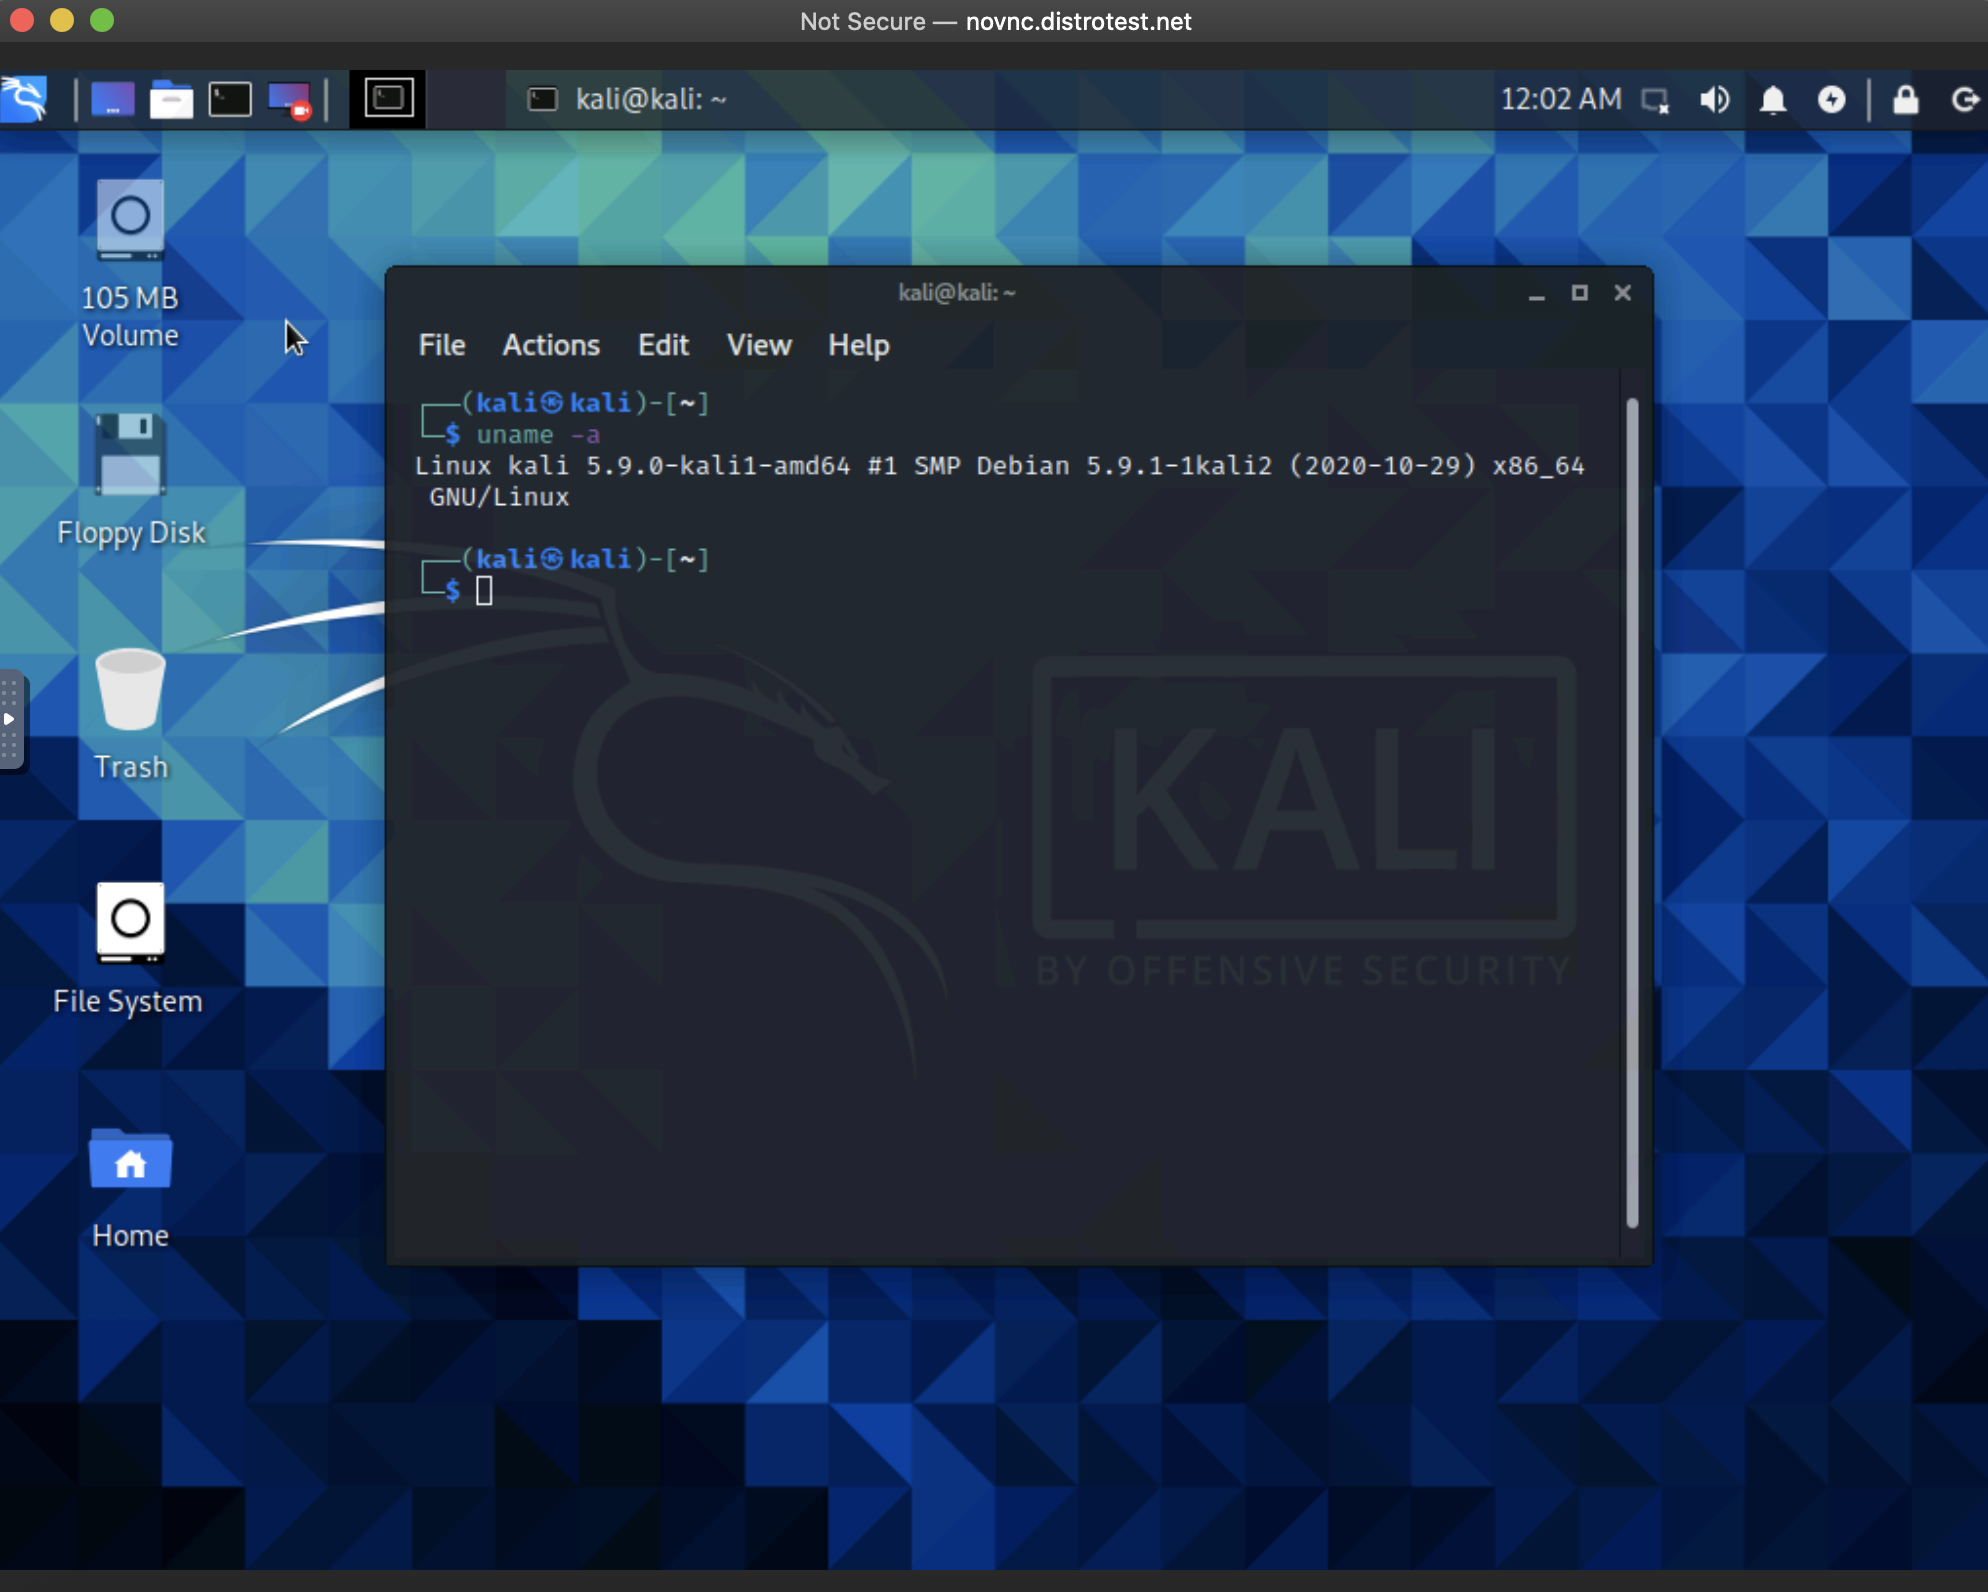 Not Secure — novnc.distrotest.net
kali@kali: ~
12:02 AM
105 MB
Volume
Floppy Disk
Trash
File System
Home
kali@kali: ~
File Actions Edit View Help
┌──(kali㉿kali)-[~]
└─$ uname -a
Linux kali 5.9.0-kali1-amd64 #1 SMP Debian 5.9.1-1kali2 (2020-10-29) x86_64
GNU/Linux
┌──(kali㉿kali)-[~]
└─$
KALI
BY OFFENSIVE SECURITY